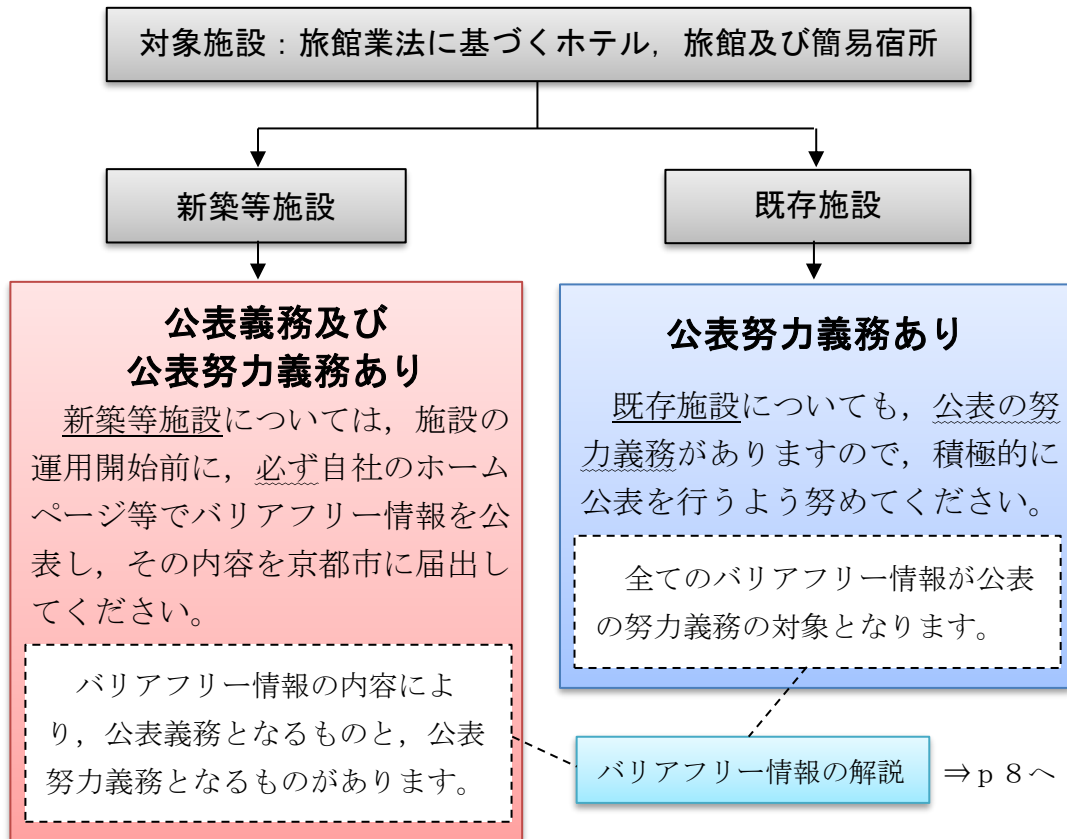 対象施設：旅館業法に基づくホテル，旅館及び簡易宿所
新築等施設
公表義務及び
公表努力義務あり
新築等施設については，施設の
運用開始前に，必ず自社のホーム
ページ等でバリアフリー情報を公
表し，その内容を京都市に届出し
てください。
バリアフリー情報の内容によ
り，公表義務となるものと，公表
努力義務となるものがあります。
既存施設
公表努力義務あり
既存施設についても，公表の努
力義務がありますので，積極的に
公表を行うよう努めてください。
全てのバリアフリー情報が公表
の努力義務の対象となります。
バリアフリー情報の解説 ⇒ｐ８へ